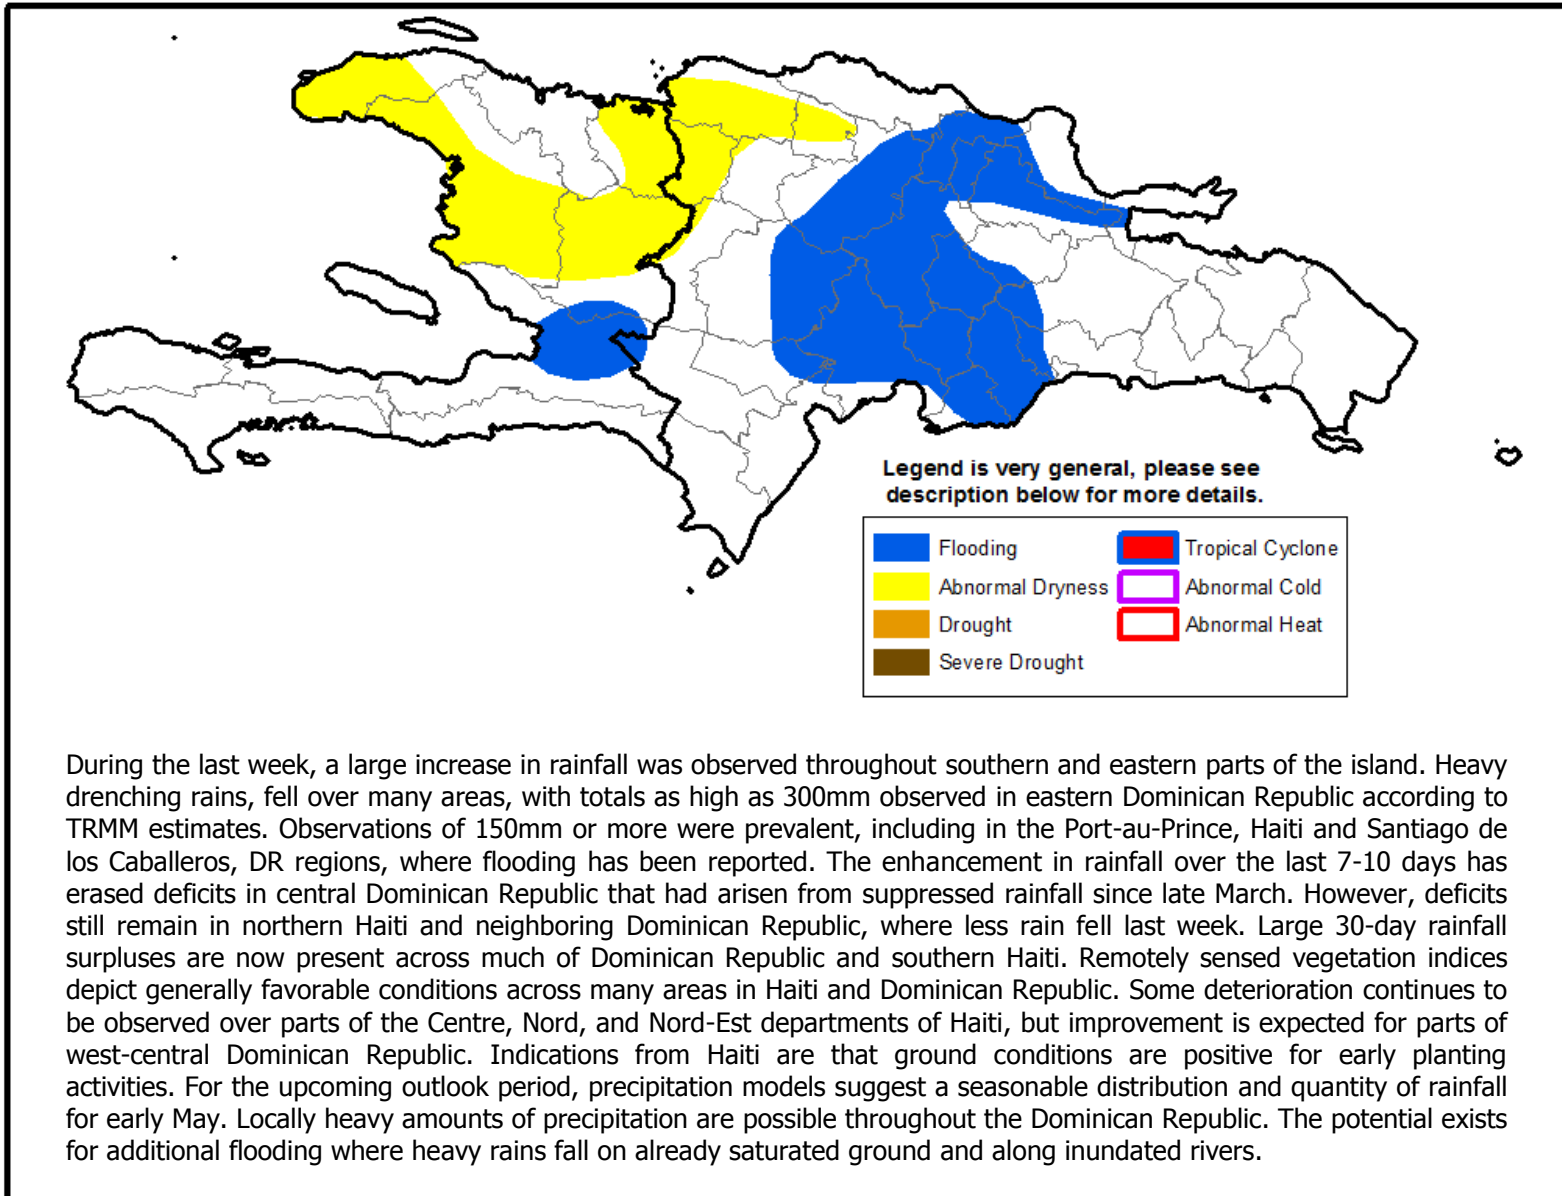 Legend is very general, please see
description below for more details.
Flooding
Tropical Cyclone
Abnormal Dryness
Abnormal Cold
Drought
Abnormal Heat
Severe Drought
During the last week, a large increase in rainfall was observed throughout southern and eastern parts of the island. Heavy
drenching rains, fell over many areas, with totals as high as 300mm observed in eastern Dominican Republic according to
TRMM estimates. Observations of 150mm or more were prevalent, including in the Port-au-Prince, Haiti and Santiago de
los Caballeros, DR regions, where flooding has been reported. The enhancement in rainfall over the last 7-10 days has
erased deficits in central Dominican Republic that had arisen from suppressed rainfall since late March. However, deficits
still remain in northern Haiti and neighboring Dominican Republic, where less rain fell last week. Large 30-day rainfall
surpluses are now present across much of Dominican Republic and southern Haiti. Remotely sensed vegetation indices
depict generally favorable conditions across many areas in Haiti and Dominican Republic. Some deterioration continues to
be observed over parts of the Centre, Nord, and Nord-Est departments of Haiti, but improvement is expected for parts of
west-central Dominican Republic. Indications from Haiti are that ground conditions are positive for early planting
activities. For the upcoming outlook period, precipitation models suggest a seasonable distribution and quantity of rainfall
for early May. Locally heavy amounts of precipitation are possible throughout the Dominican Republic. The potential exists
for additional flooding where heavy rains fall on already saturated ground and along inundated rivers.